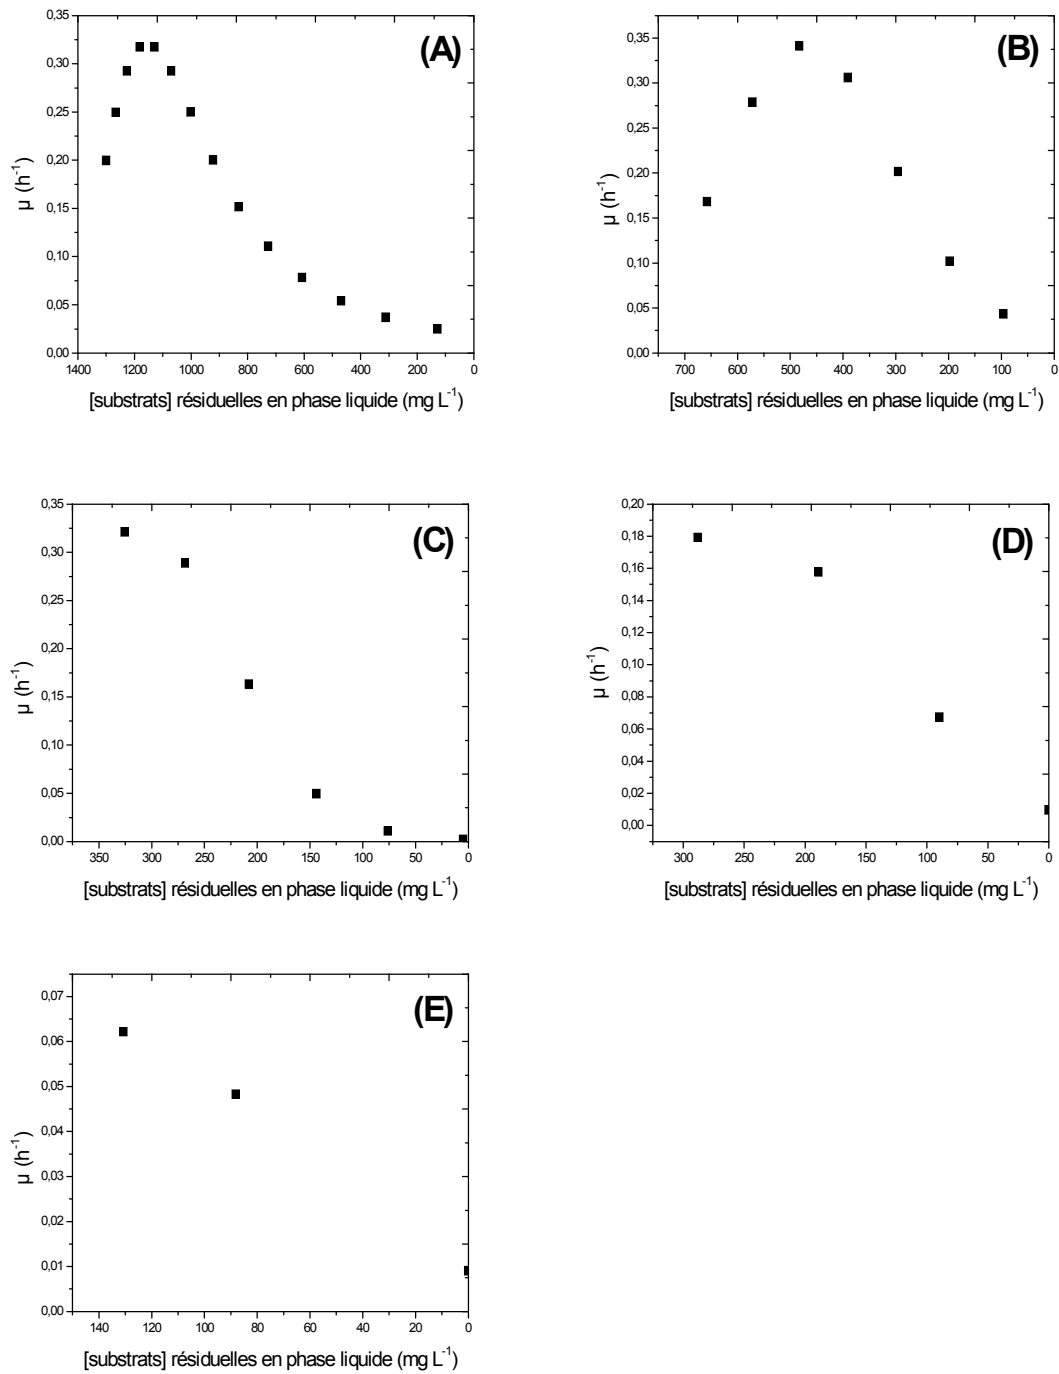 (A)
0,35
0,30
0,25
0,20
0,15
0,10
0,05
0,00
µ (h-1)
1400 1200 1000 800 600 400 200 0
[substrats] résiduelles en phase liquide (mg L-1)
(B)
0,35
0,30
0,25
0,20
0,15
0,10
0,05
0,00
µ (h-1)
700 600 500 400 300 200 100 0
[substrats] résiduelles en phase liquide (mg L-1)
(C)
0,35
0,30
0,25
0,20
0,15
0,10
0,05
0,00
µ (h-1)
350 300 250 200 150 100 50 0
[substrats] résiduelles en phase liquide (mg L-1)
(D)
0,20
0,18
0,16
0,14
0,12
0,10
0,08
0,06
0,04
0,02
0,00
µ (h-1)
300 250 200 150 100 50 0
[substrats] résiduelles en phase liquide (mg L-1)
(E)
0,07
0,06
0,05
0,04
0,03
0,02
0,01
0,00
µ (h-1)
140 120 100 80 60 40 20 0
[substrats] résiduelles en phase liquide (mg L-1)